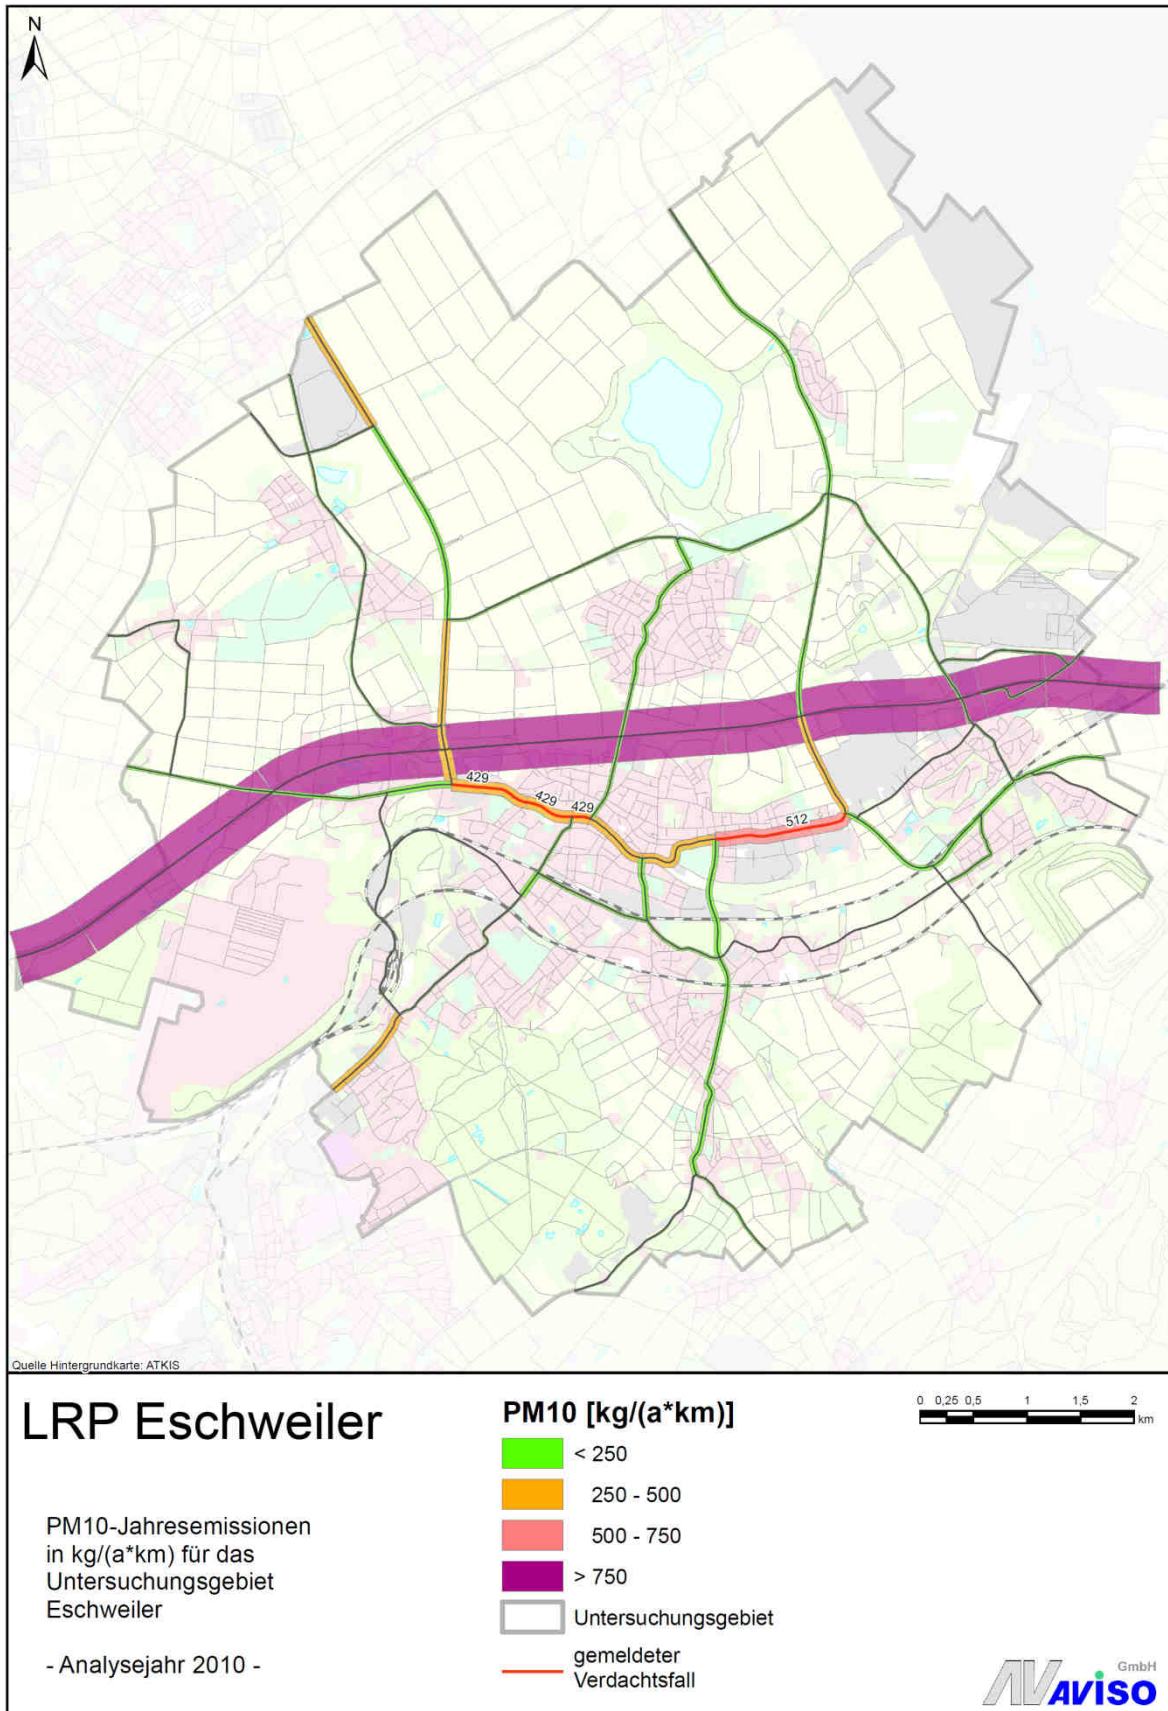 N
429
429
429
512
Quelle Hintergrundkarte: ATKIS
LRP Eschweiler
PM10-Jahresemissionen
in kg/(a*km) für das
Untersuchungsgebiet
Eschweiler
- Analysejahr 2010 -
PM10 [kg/(a*km)]
< 250
250 - 500
500 - 750
> 750
Untersuchungsgebiet
gemeldeter
Verdachtsfall
0 0,25 0,5 1 1,5 2
km
GmbH
AVISO